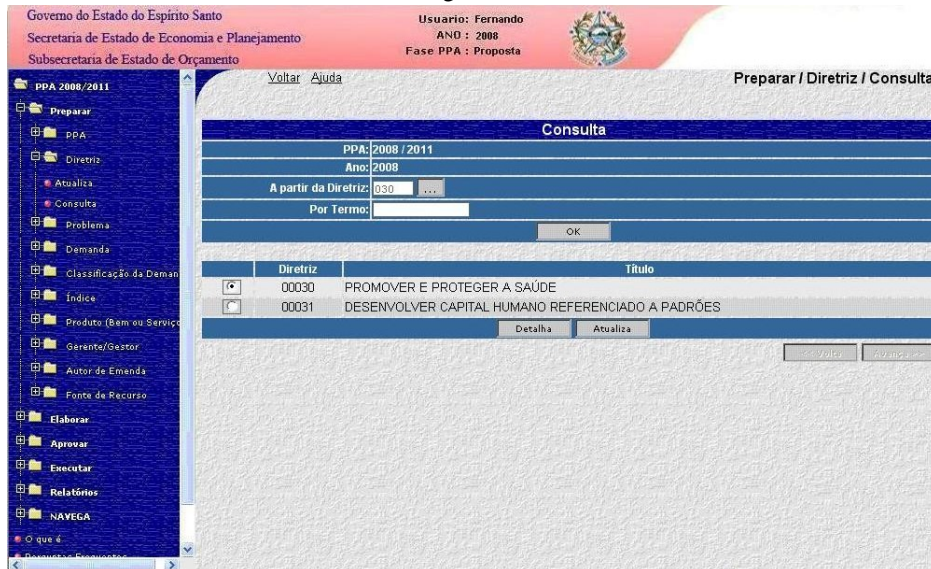 Governo do Estado do Espírito Santo
Secretaria de Estado de Economia e Planejamento
Subsecretaria de Estado de Orçamento
Usuario: Fernando
ANO : 2008
Fase PPA : Proposta
PPA 2008/2011
Preparar
PPA
Diretriz
Atualiza
Consulta
Problema
Demanda
Classificação da Deman
Índice
Produto (Bem ou Serviço
Gerente/Gestor
Autor de Emenda
Fonte de Recurso
Elaborar
Aprovar
Executar
Relatórios
NAVEGA
O que é
Perguntas Frequentes
Voltar Ajuda
Preparar / Diretriz / Consulta
Consulta
PPA: 2008 / 2011
Ano: 2008
A partir da Diretriz: 030 ...
Por Termo:
OK
Diretriz Título
00030 PROMOVER E PROTEGER A SAÚDE
00031 DESENVOLVER CAPITAL HUMANO REFERENCIADO A PADRÕES
Detalha Atualiza
<< Volta Avança >>